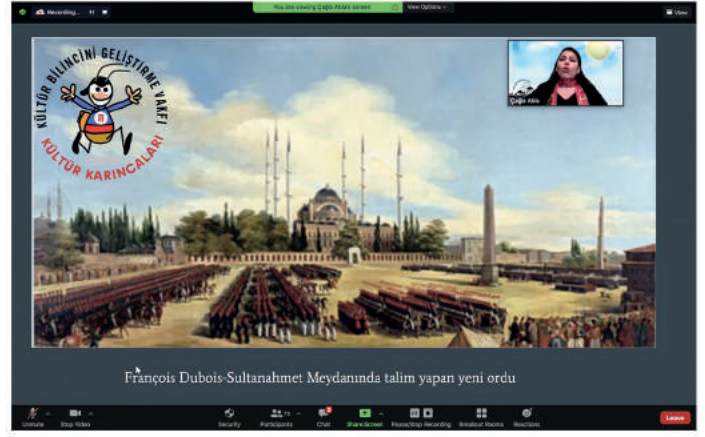 Recording...
You are viewing Çağla Abis's screen
View Options
View
KÜLTÜR BİLİNCİNİ GELİŞTİRME VAKFI
KÜLTÜR KARINCALARI
Çağla Abis
François Dubois-Sultanahmet Meydanında talim yapan yeni ordu
Unmute
Stop Video
Security
Participants
Chat
Share Screen
Pause/Stop Recording
Breakout Rooms
Reactions
Leave